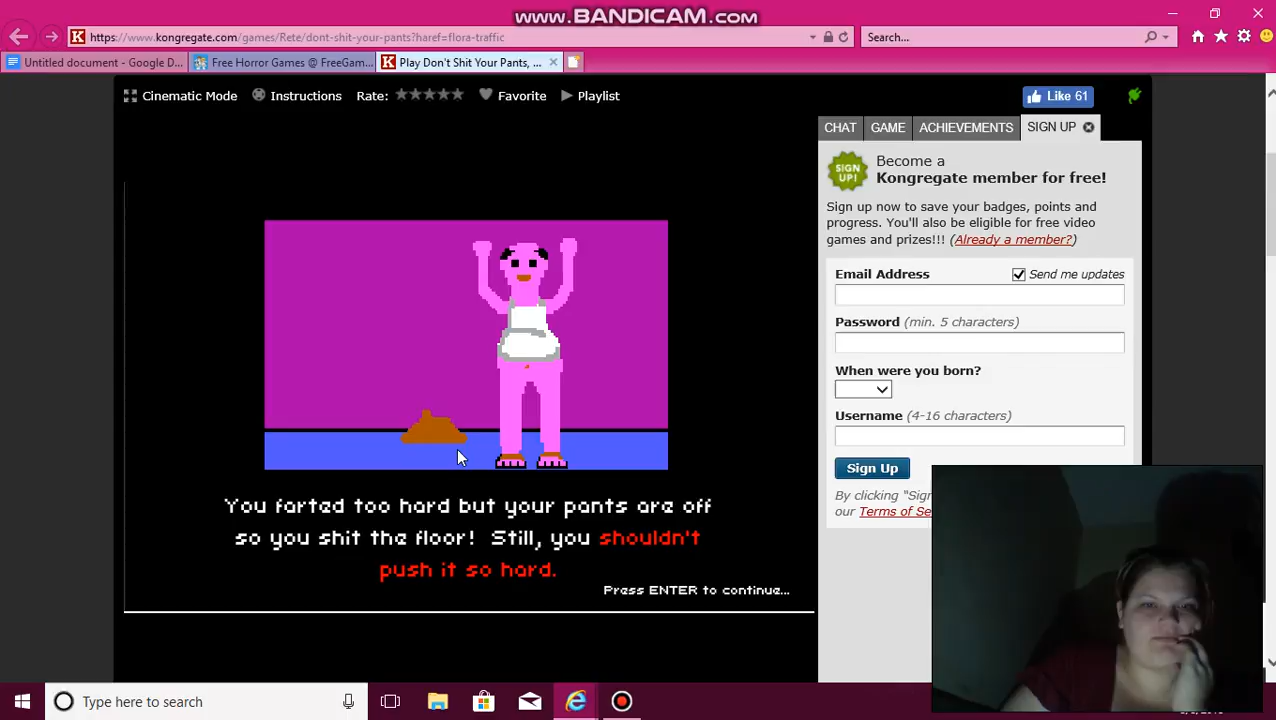 www.BANDICAM.com
https://www.kongregate.com/games/Rete/dont-shit-your-pants?haref=flora-traffic
Search...
Untitled document - Google D...
Free Horror Games @ FreeGam...
K Play Don't Shit Your Pants, ...
Cinematic Mode
Instructions
Rate:
Favorite
Playlist
Like 61
CHAT
GAME
ACHIEVEMENTS
SIGN UP
SIGN UP!
Become a
Kongregate member for free!
Sign up now to save your badges, points and
progress. You'll also be eligible for free video
games and prizes!!! (Already a member?)
Email Address
Send me updates
Password (min. 5 characters)
When were you born?
Username (4-16 characters)
Sign Up
By clicking "Sign
our Terms of Se
You farted too hard but your pants are off
so you shit the floor! Still, you shouldn't
push it so hard.
Press ENTER to continue...
Type here to search